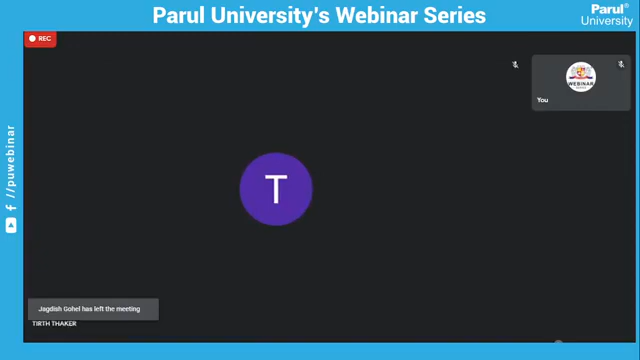 Parul University's Webinar Series
Parul®
University
REC
You
WEBINAR
T
//puwebinar
Jagdish Gohel has left the meeting
TIRTH THAKER